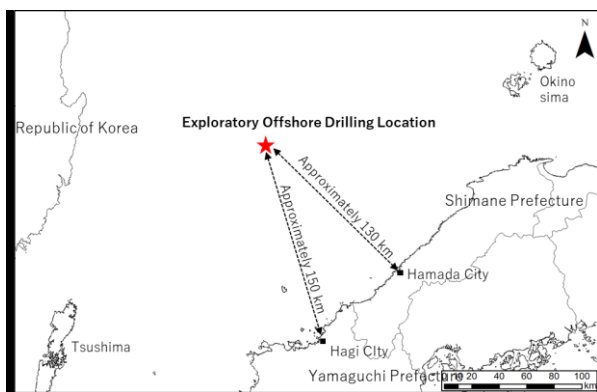 N
Okino
sima
Republic of Korea
Exploratory Offshore Drilling Location
Approximately 130 km
Approximately 150 km
Shimane Prefecture
Hamada City
Tsushima
Hagi City
Yamaguchi Prefecture
0 20 40 60 80 100
km